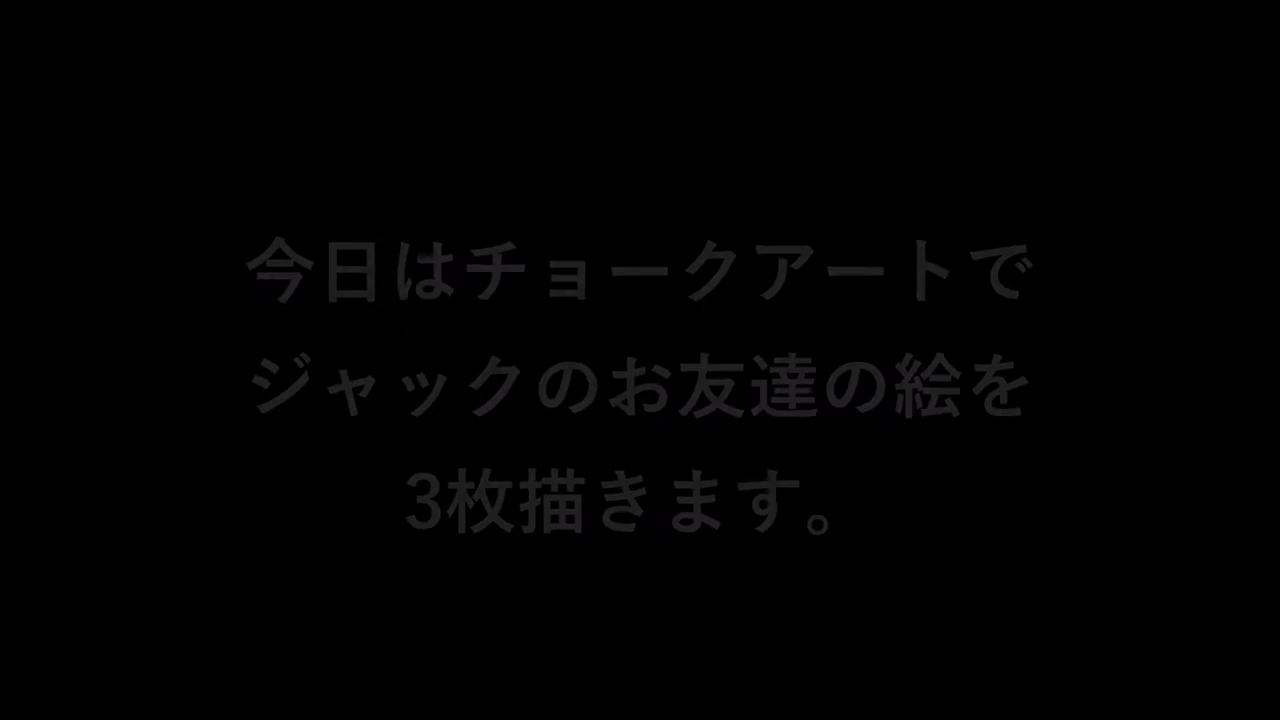 今日はチョークアートで
ジャックのお友達の絵を
3枚描きます。